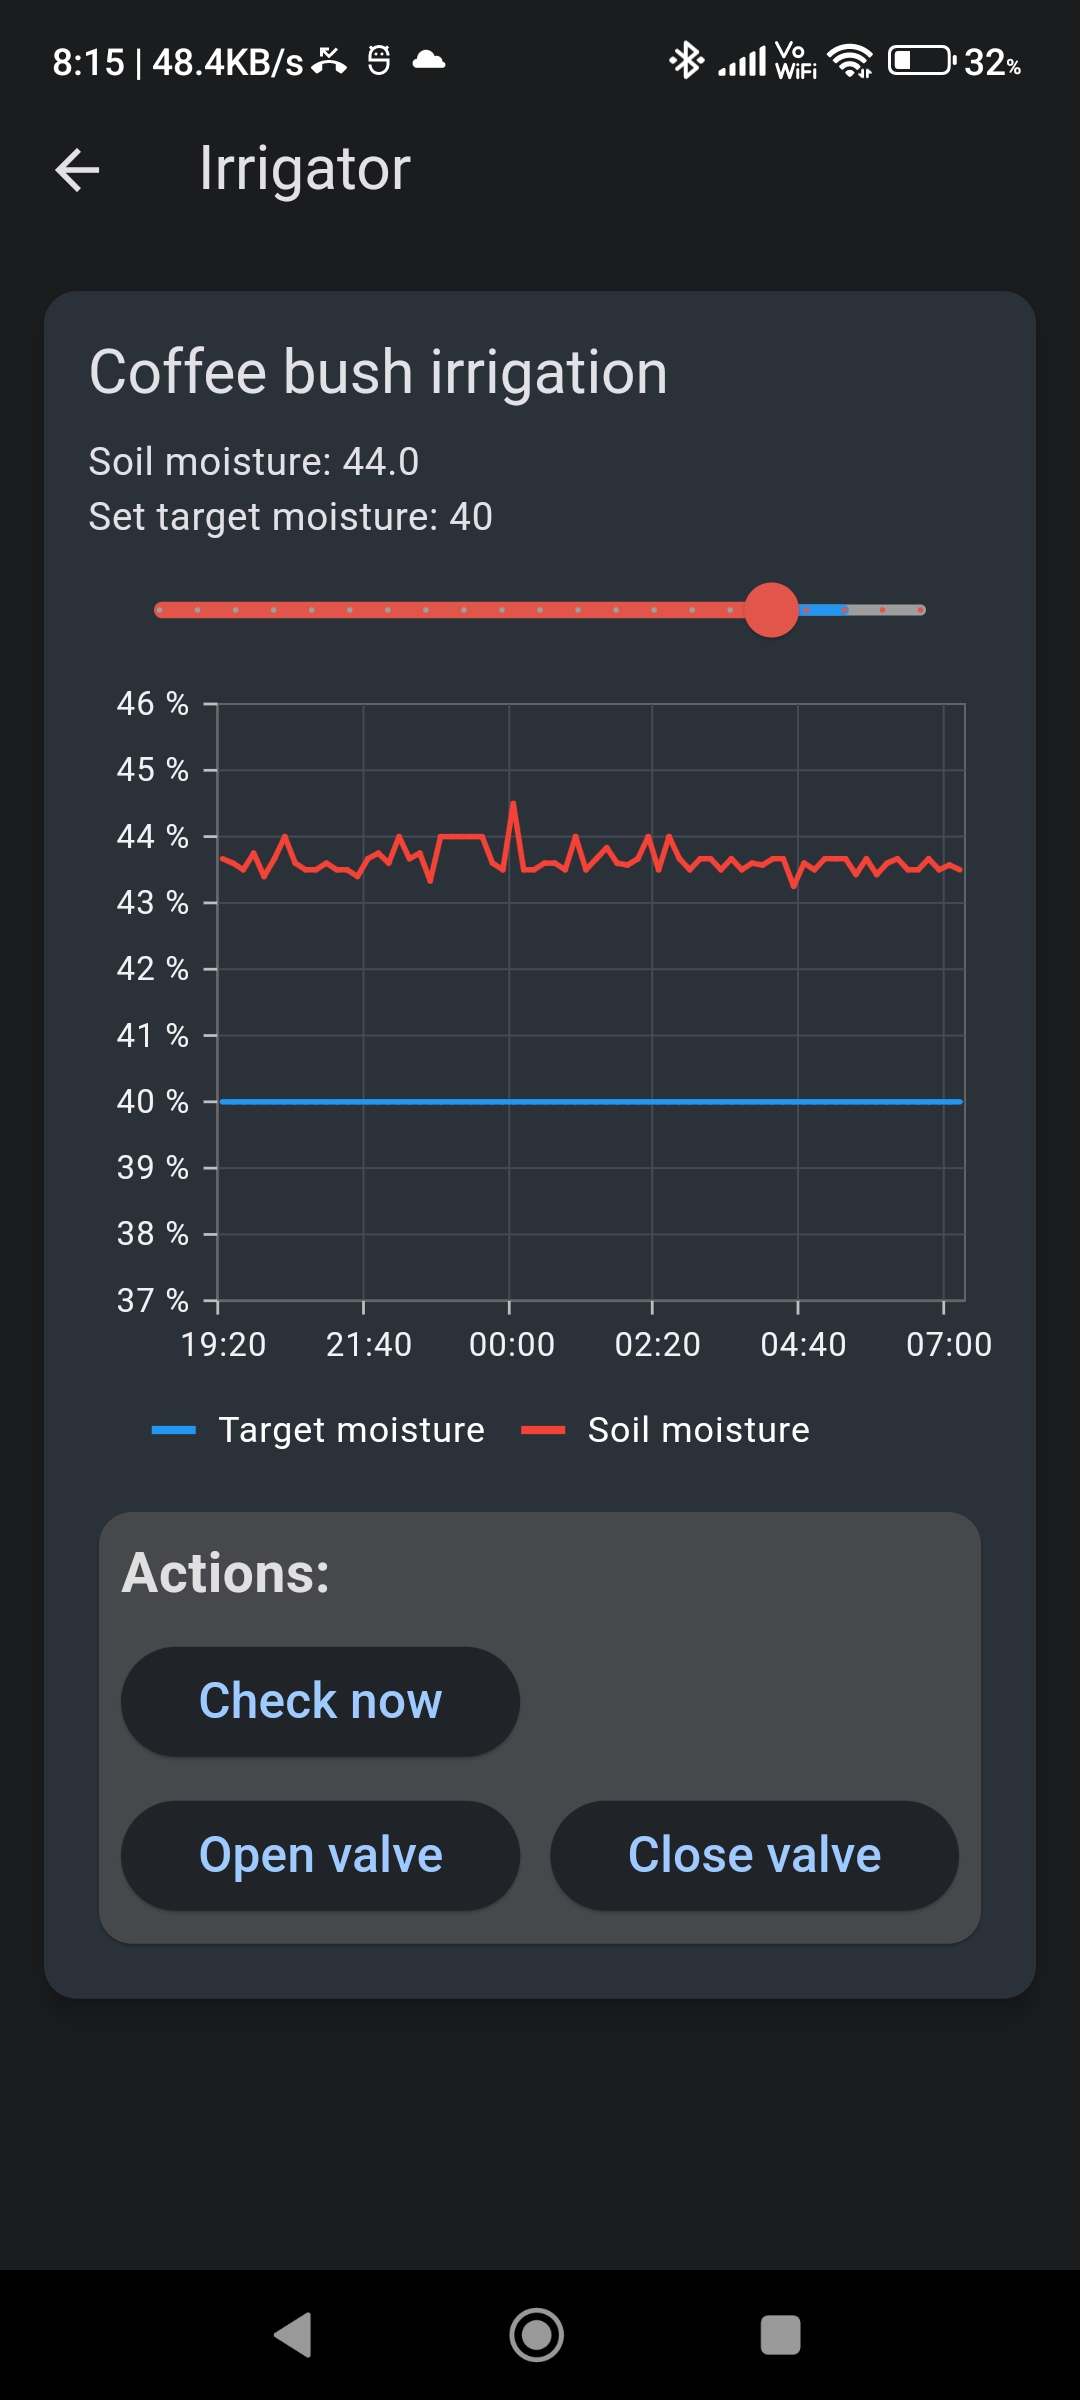 8:15 | 48.4KB/s Vo WiFi 32%
Irrigator
Coffee bush irrigation
Soil moisture: 44.0
Set target moisture: 40
46 %
45 %
44 %
43 %
42 %
41 %
40 %
39 %
38 %
37 %
19:20 21:40 00:00 02:20 04:40 07:00
Target moisture Soil moisture
Actions:
Check now
Open valve Close valve